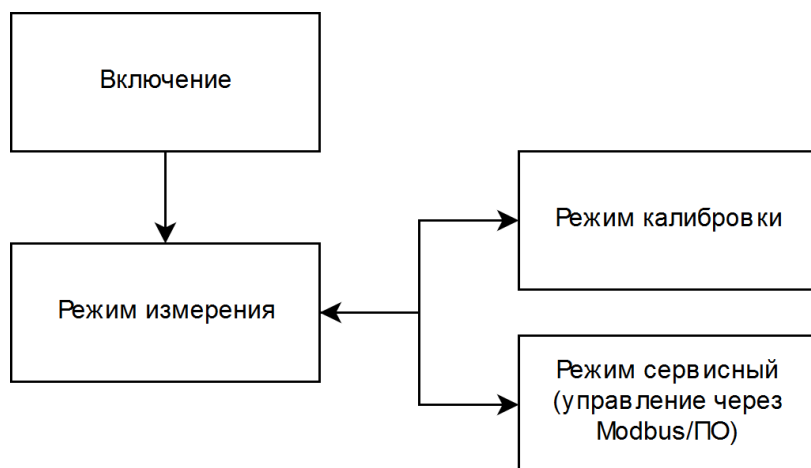 Включение
Режим калибровки
Режим измерения
Режим сервисный
(управление через
Modbus/ПО)